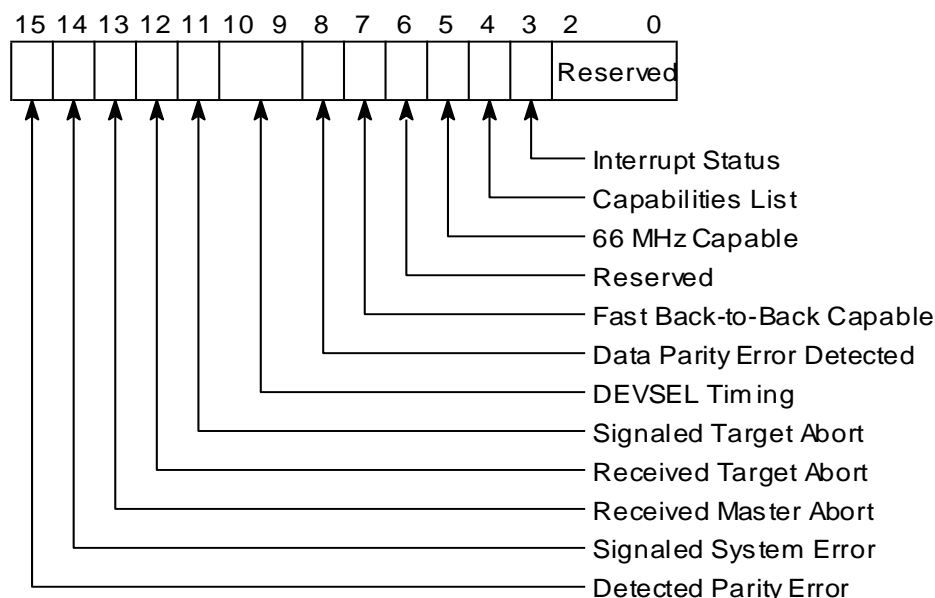 15 14 13 12 11 10 9 8 7 6 5 4 3 2 0
Reserved
Interrupt Status
Capabilities List
66 MHz Capable
Reserved
Fast Back-to-Back Capable
Data Parity Error Detected
DEVSEL Timing
Signaled Target Abort
Received Target Abort
Received Master Abort
Signaled System Error
Detected Parity Error